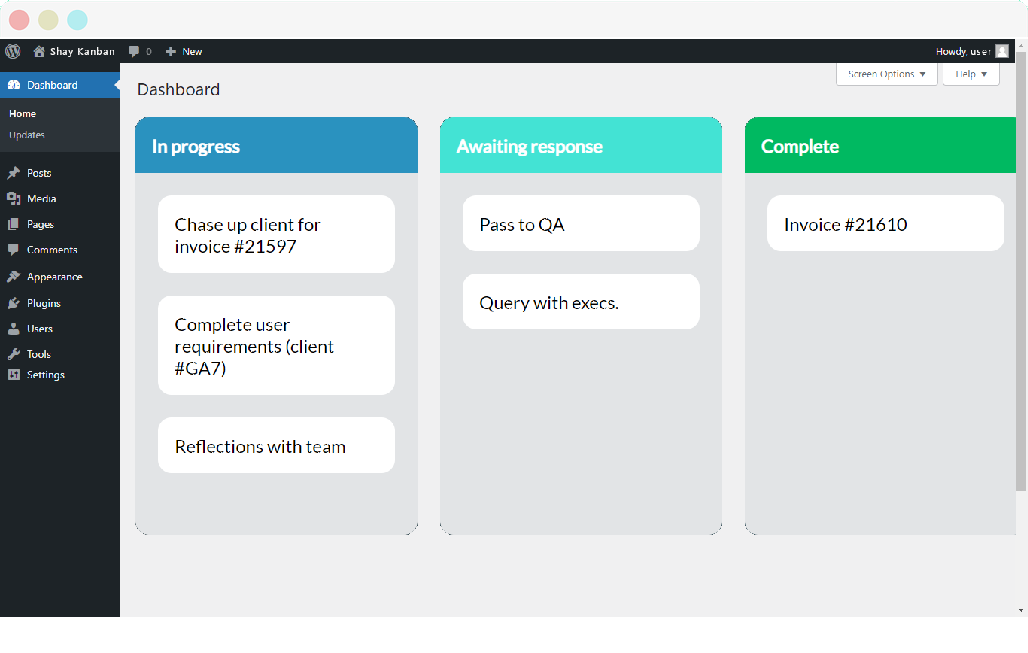 Shay Kanban 0 New Howdy, user
Dashboard
Home
Updates
Posts
Media
Pages
Comments
Appearance
Plugins
Users
Tools
Settings
Screen Options ▼ Help ▼
Dashboard
In progress
Chase up client for
invoice #21597
Complete user
requirements (client
#GA7)
Reflections with team
Awaiting response
Pass to QA
Query with execs.
Complete
Invoice #21610